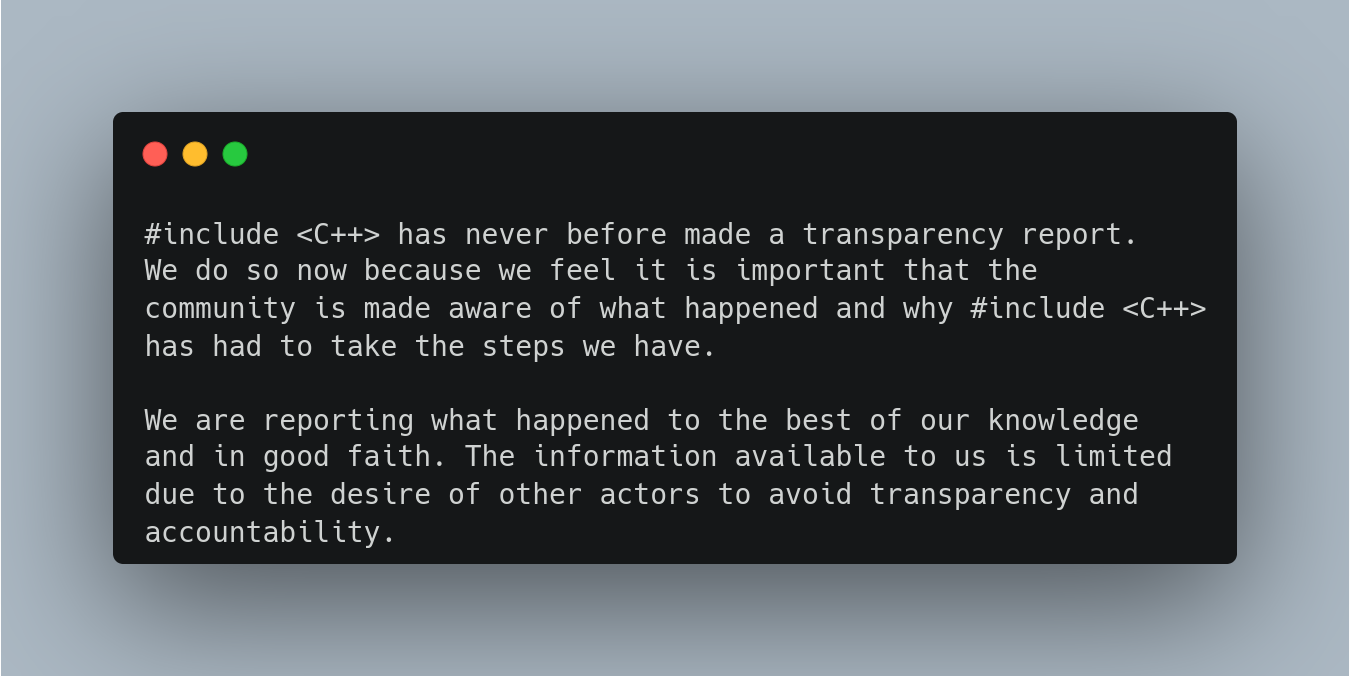 #include <C++> has never before made a transparency report.
We do so now because we feel it is important that the
community is made aware of what happened and why #include <C++>
has had to take the steps we have.
We are reporting what happened to the best of our knowledge
and in good faith. The information available to us is limited
due to the desire of other actors to avoid transparency and
accountability.